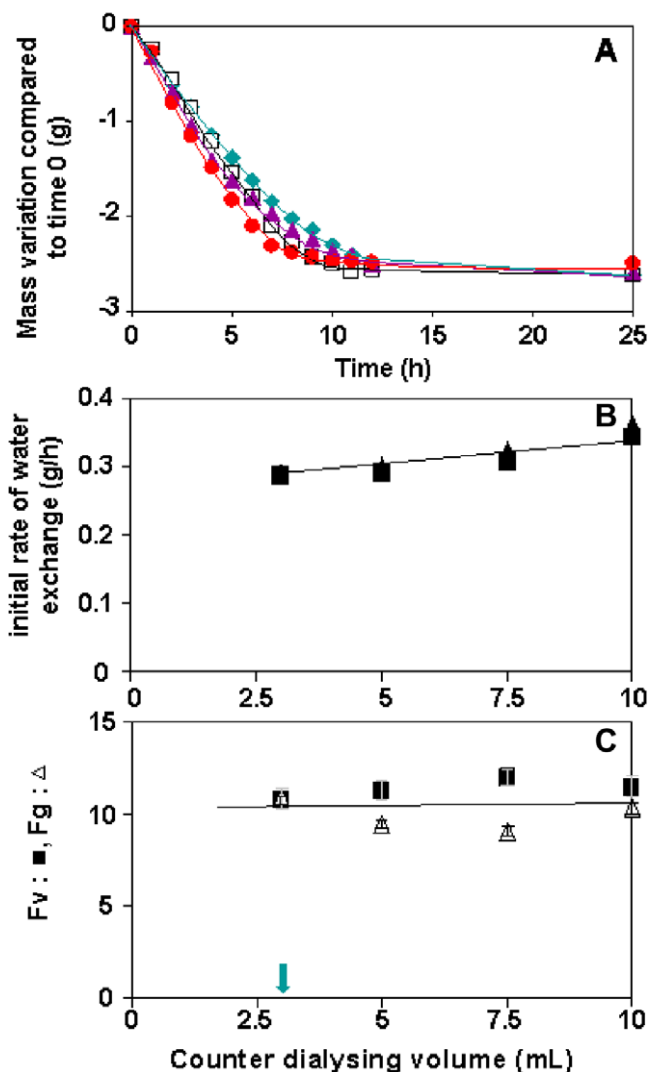 A
Mass variation compared
to time 0 (g)
0
-1
-2
-3
0 5 10 15 20 25
Time (h)
B
initial rate of water
exchange (g/h)
0.4
0.3
0.2
0.1
0
0 2.5 5 7.5 10
C
Fv : ■, Fg : △
15
10
5
0
0 2.5 5 7.5 10
Counter dialysing volume (mL)